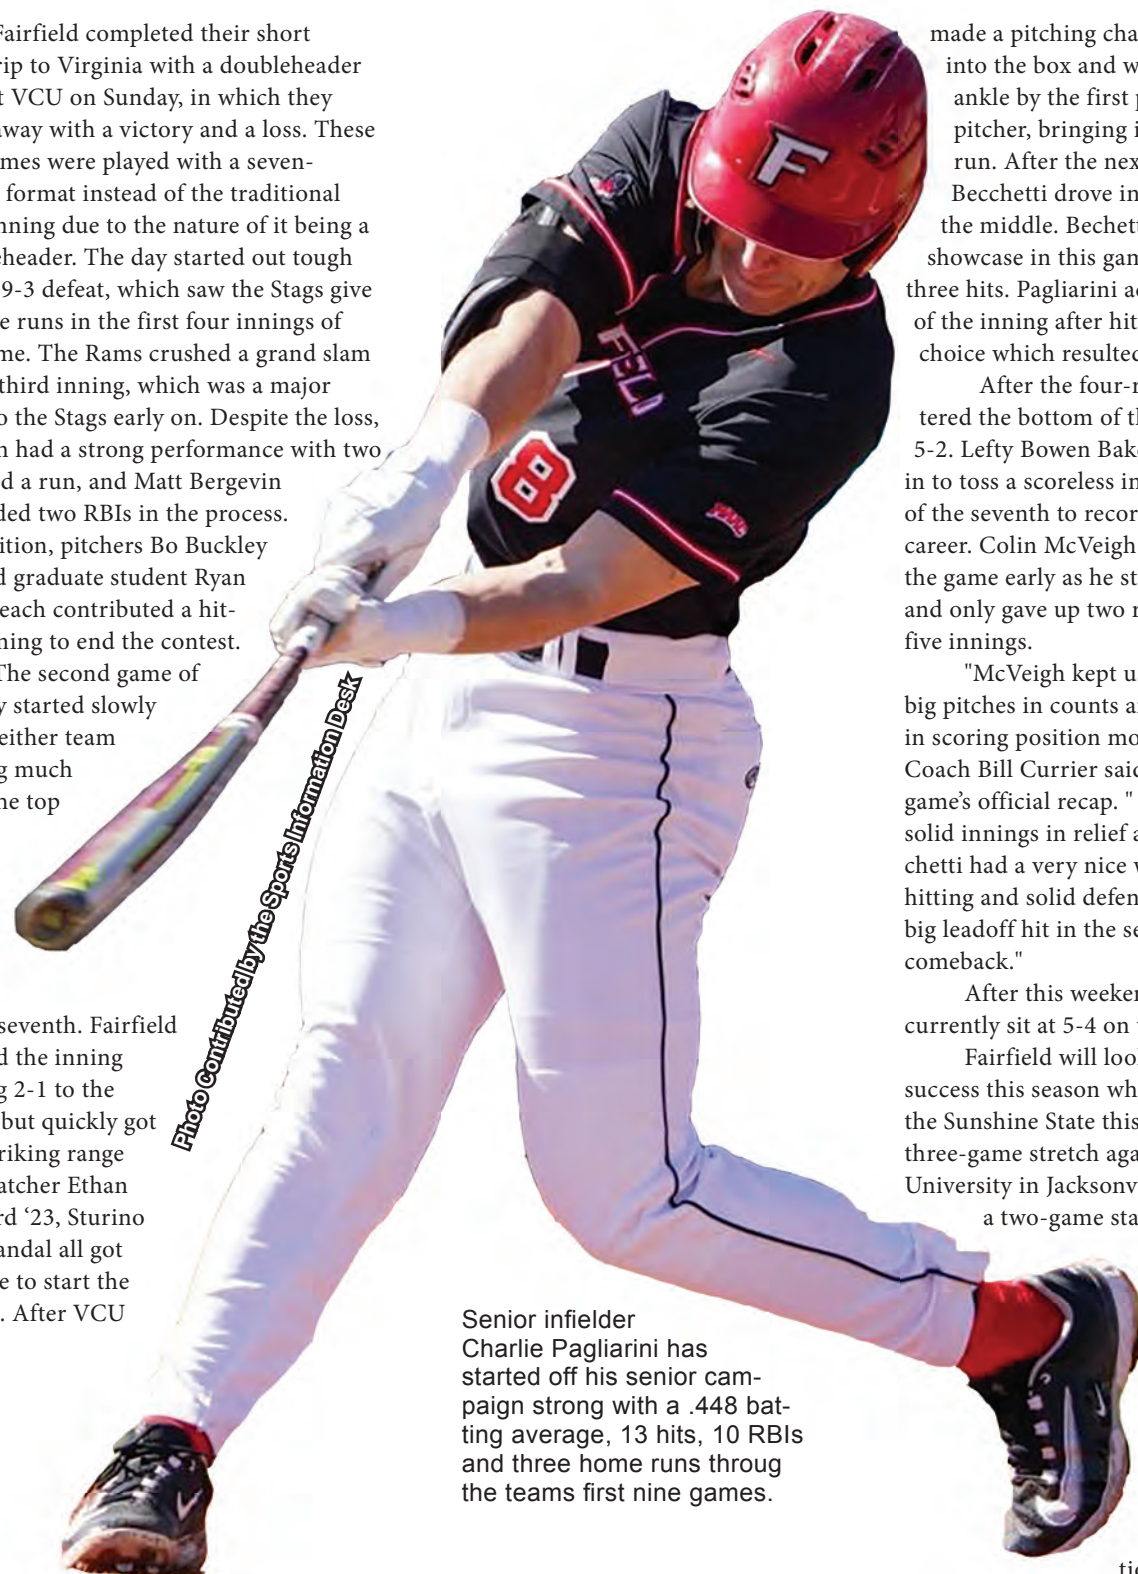 Fairfield completed their short
rip to Virginia with a doubleheader
t VCU on Sunday, in which they
away with a victory and a loss. These
mes were played with a seven-
format instead of the traditional
nning due to the nature of it being a
eheader. The day started out tough
9-3 defeat, which saw the Stags give
e runs in the first four innings of
me. The Rams crushed a grand slam
third inning, which was a major
o the Stags early on. Despite the loss,
n had a strong performance with two
d a run, and Matt Bergevin
ded two RBIs in the process.
ition, pitchers Bo Buckley
d graduate student Ryan
each contributed a hit-
ning to end the contest.
The second game of
y started slowly
either team
g much
he top
seventh. Fairfield
d the inning
g 2-1 to the
but quickly got
riking range
atcher Ethan
rd ‘23, Sturino
andal all got
e to start the
. After VCU
Photo Contributed by the Sports Information Desk
F
FIELD
8
Senior infielder
Charlie Pagliarini has
started off his senior cam-
paign strong with a .448 bat-
ting average, 13 hits, 10 RBIs
and three home runs throug
the teams first nine games.
made a pitching cha
into the box and w
ankle by the first p
pitcher, bringing i
run. After the nex
Becchetti drove in
the middle. Bechett
showcase in this gam
three hits. Pagliarini ac
of the inning after hit
choice which resulted
After the four-r
tered the bottom of th
5-2. Lefty Bowen Bak
in to toss a scoreless in
of the seventh to recor
career. Colin McVeigh
the game early as he st
and only gave up two r
five innings.
"McVeigh kept u
big pitches in counts a
in scoring position mo
Coach Bill Currier said
game’s official recap. "
solid innings in relief a
chetti had a very nice w
hitting and solid defen
big leadoff hit in the se
comeback."
After this weeken
currently sit at 5-4 on
Fairfield will look
success this season wh
the Sunshine State this
three-game stretch aga
University in Jacksonv
a two-game sta
tio